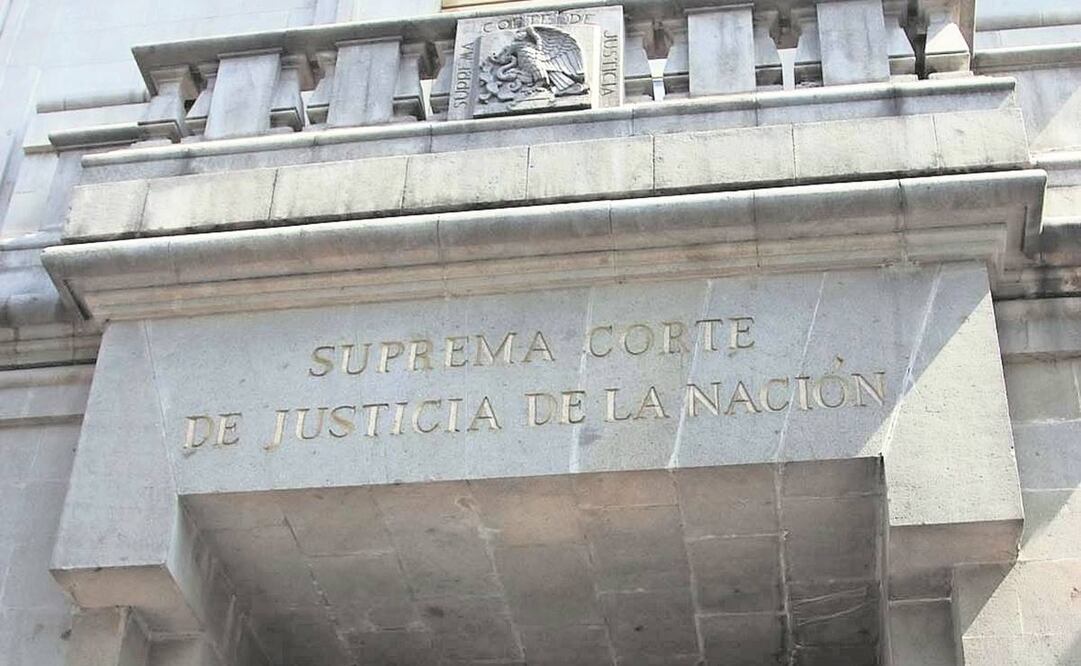 SUPREMA CORTE DE JUSTICIA
SUPREMA CORTE
DE JUSTICIA DE LA NACIÓN